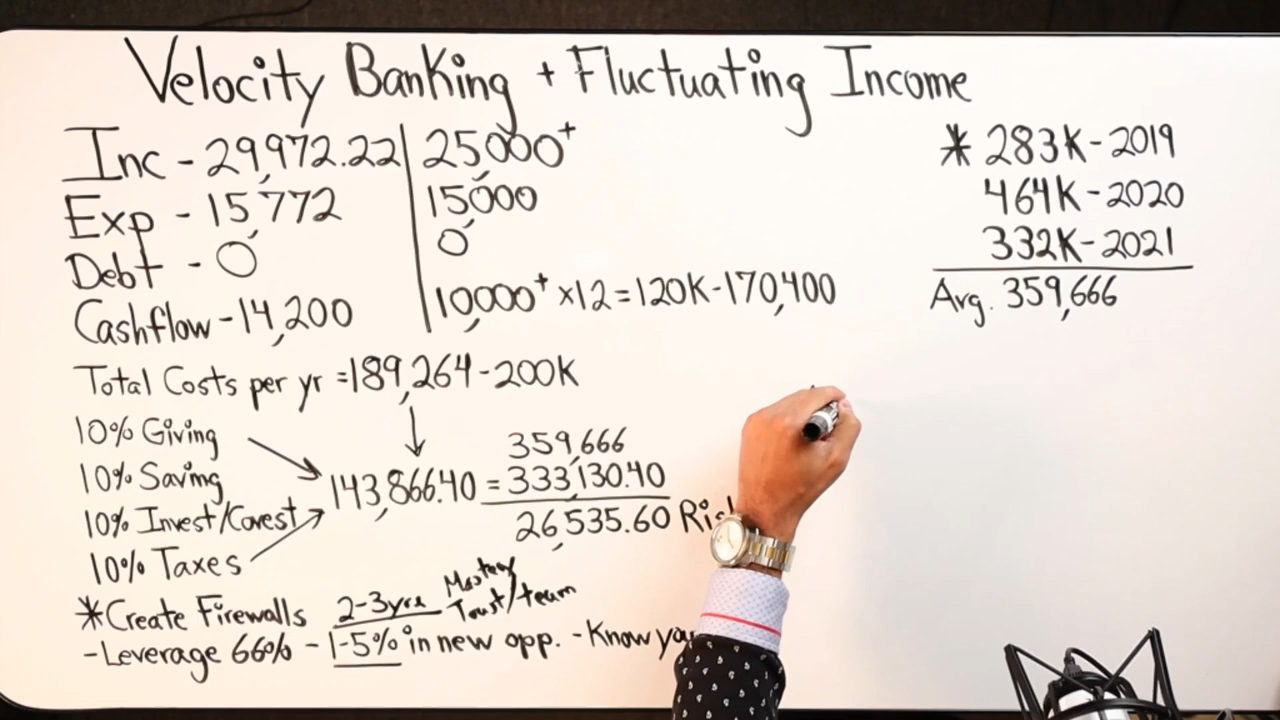 Velocity Banking + Fluctuating Income
Inc - 29,972.22 | 25,000+
Exp - 15,772 | 15,000
Debt - 0 | 0
Cashflow - 14,200 | 10,000+ x12 = 120K - 170,400
* 283K - 2019
464K - 2020
332K - 2021
Avg. 359,666
Total Costs per yr = 189,264 - 200K
10% Giving
10% Saving
10% Invest/Covest
10% Taxes
143,866.40 = 333,130.40
359,666
26,535.60
*Create Firewalls 2-3yrs Mastery Trust/team
- Leverage 66% - 1-5% in new opp. - Know